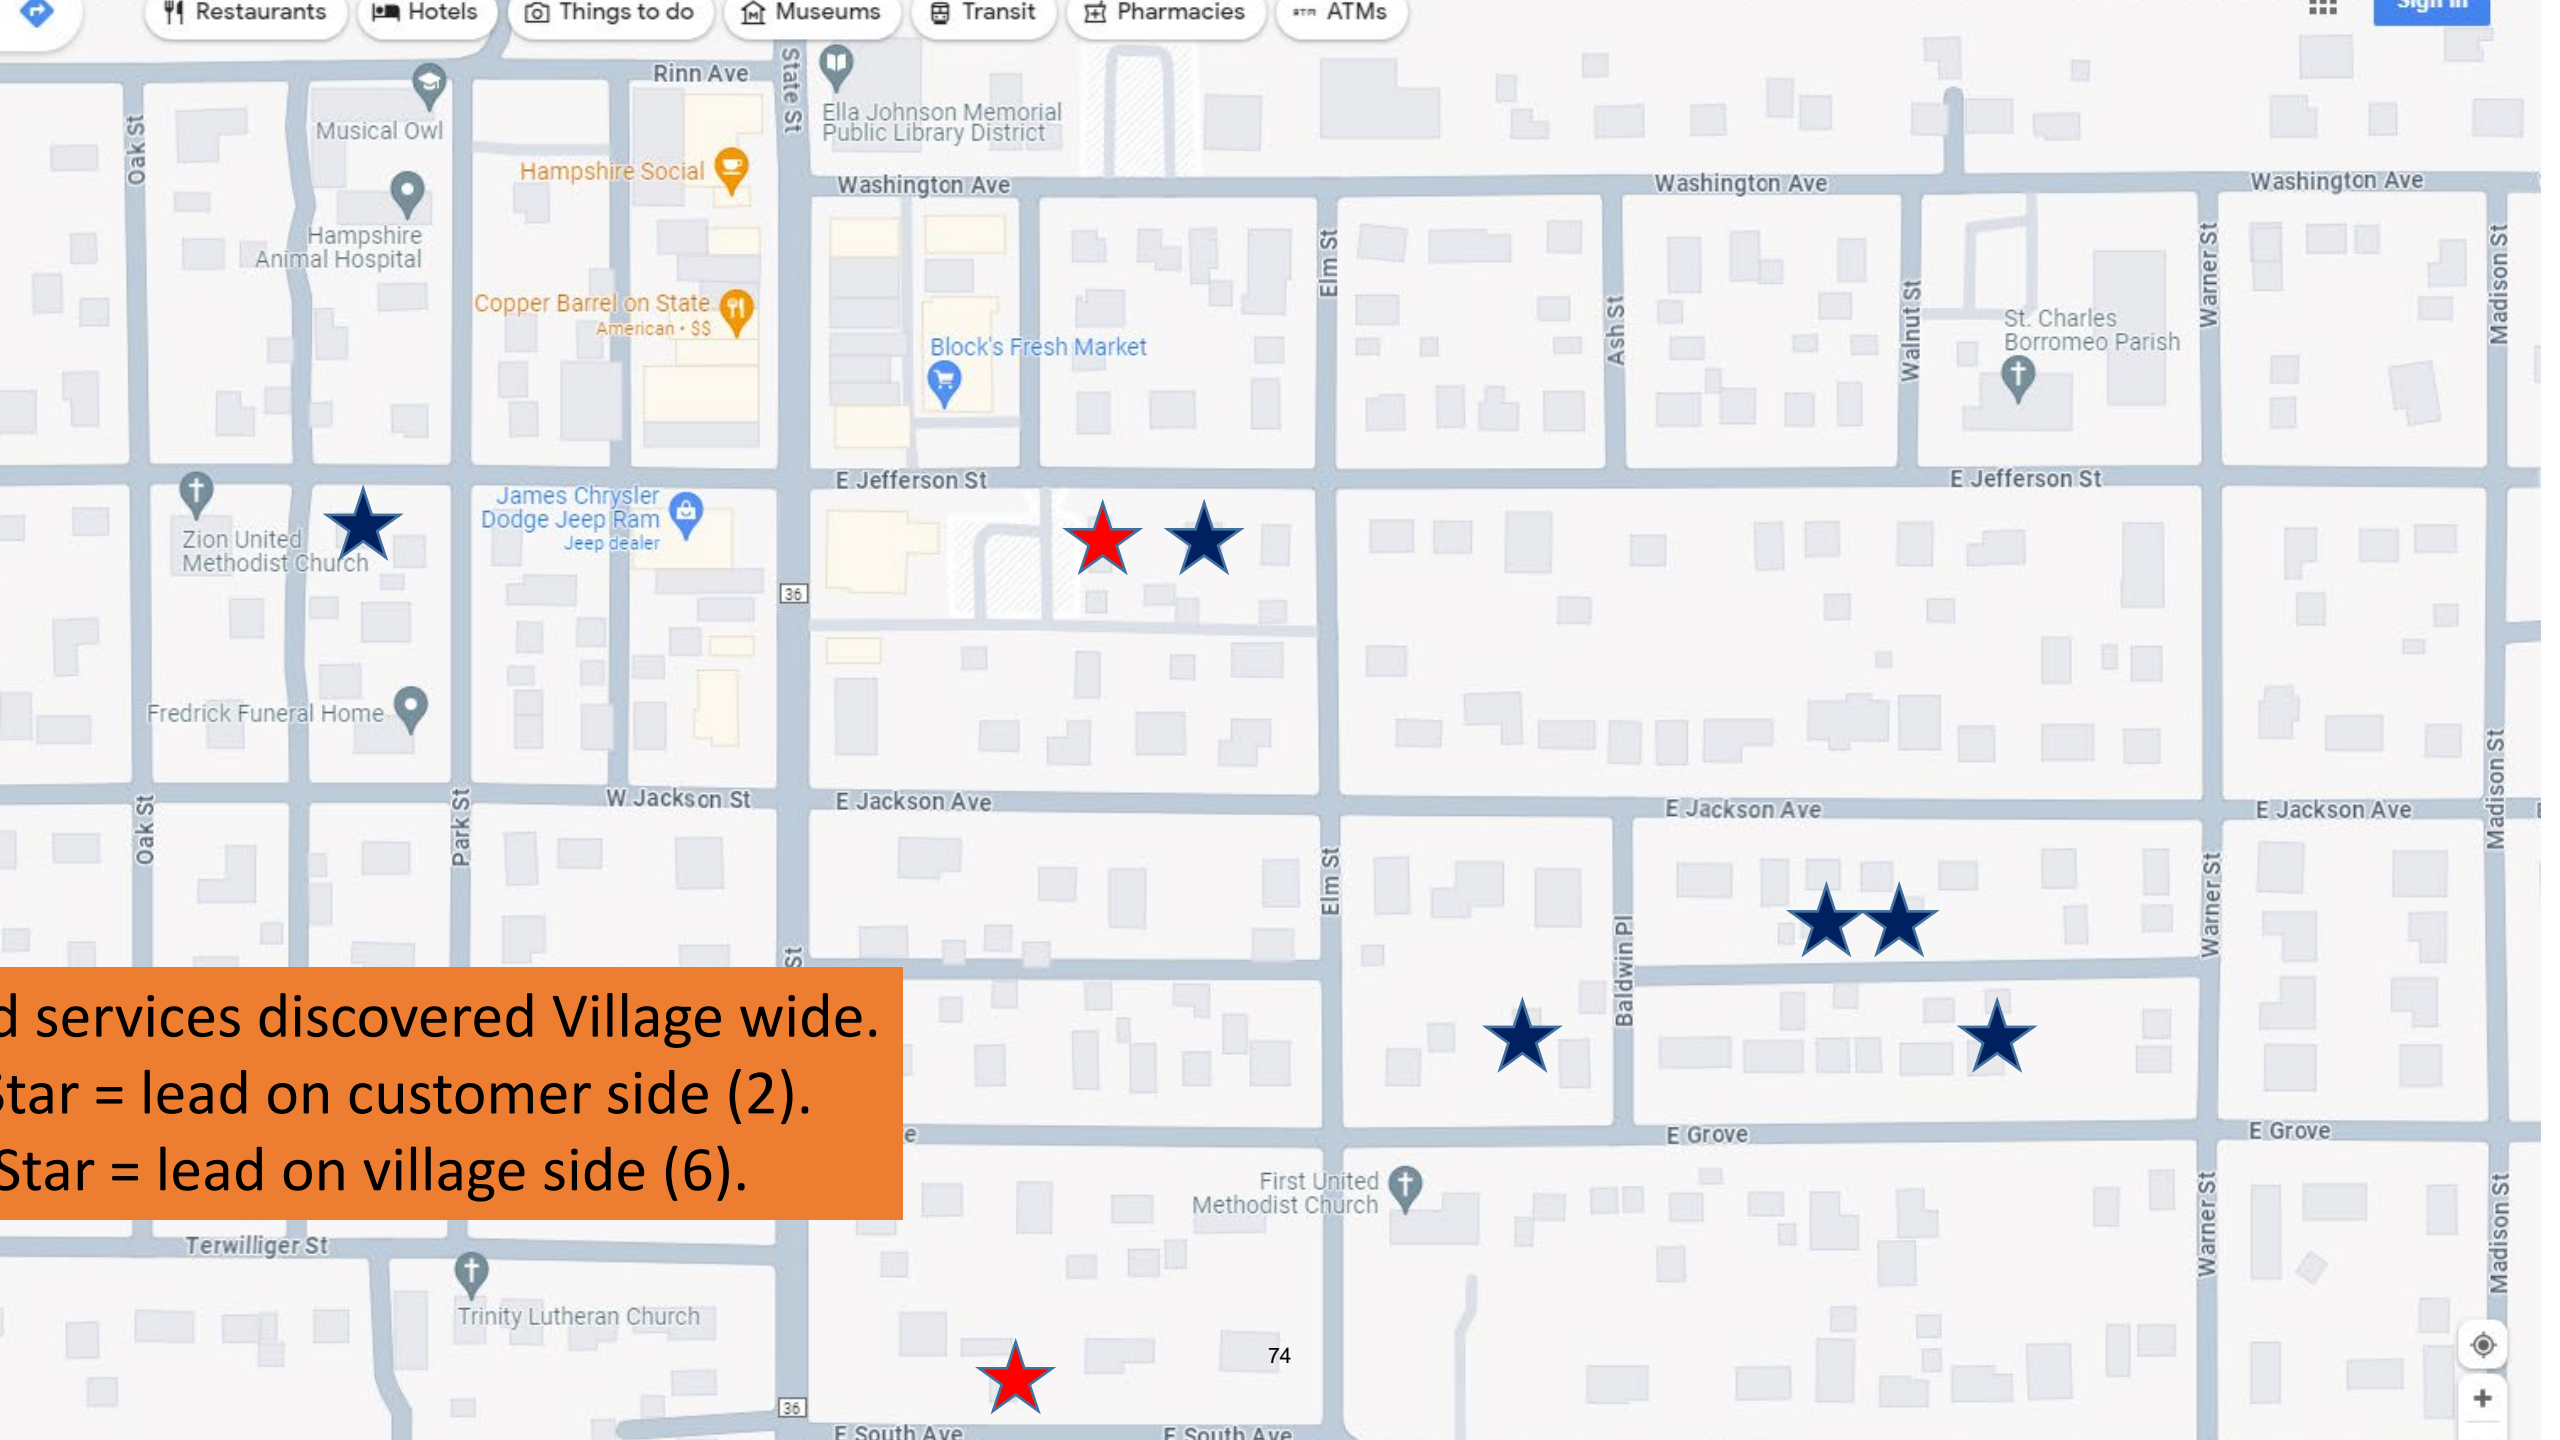 Restaurants
Hotels
Things to do
Museums
Transit
Pharmacies
ATMs
Sign in
Rinn Ave
State St
Ella Johnson Memorial
Public Library District
Musical Owl
Oak St
Hampshire Social
Washington Ave
Washington Ave
Washington Ave
Hampshire
Animal Hospital
Elm St
Warner St
Madison St
Copper Barrel on State
American • $$
Block's Fresh Market
Ash St
Walnut St
St. Charles
Borromeo Parish
E Jefferson St
E Jefferson St
James Chrysler
Dodge Jeep Ram
Jeep dealer
Zion United
Methodist Church
36
Fredrick Funeral Home
Madison St
W Jackson St
E Jackson Ave
E Jackson Ave
E Jackson Ave
Oak St
Park St
Elm St
Warner St
Baldwin Pl
St
services discovered Village wide.
= lead on customer side (2).
Star = lead on village side (6).
E Grove
E Grove
First United
Methodist Church
Warner St
Madison St
Terwilliger St
Trinity Lutheran Church
74
36
E South Ave
E South Ave